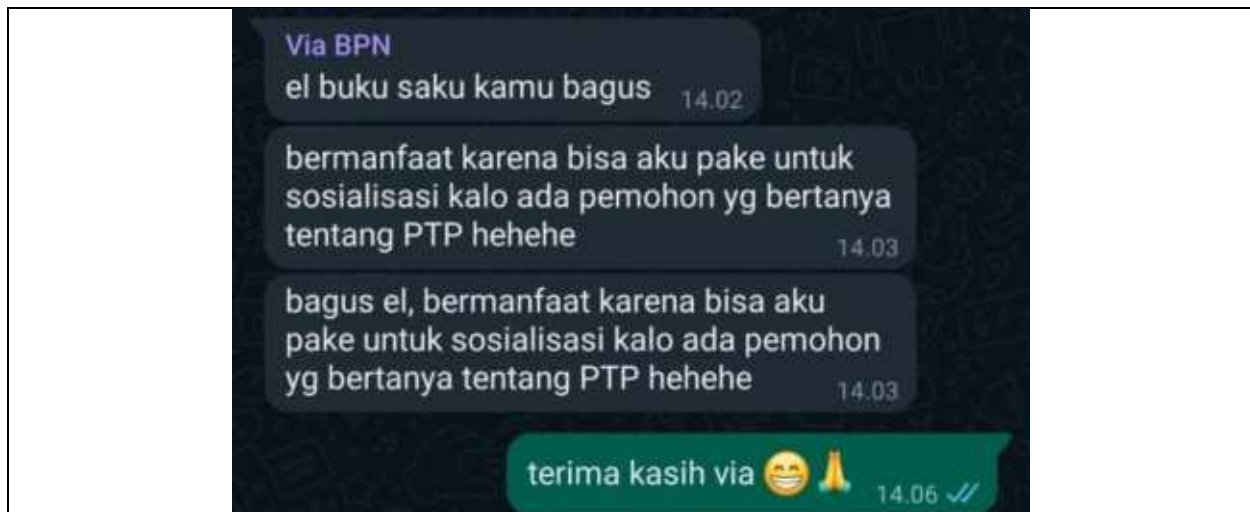 Via BPN
el buku saku kamu bagus 14.02
bermanfaat karena bisa aku pake untuk
sosialisasi kalo ada pemohon yg bertanya
tentang PTP hehehe 14.03
bagus el, bermanfaat karena bisa aku
pake untuk sosialisasi kalo ada pemohon
yg bertanya tentang PTP hehehe 14.03
terima kasih via 😁🙏 14.06